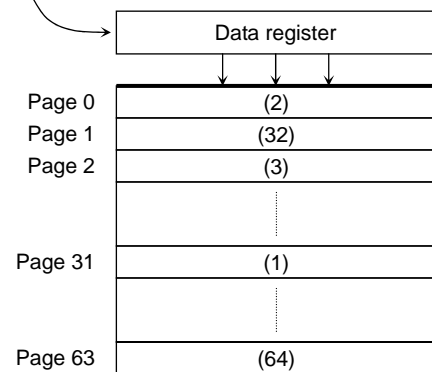 Data register
Page 0 (2)
Page 1 (32)
Page 2 (3)
Page 31 (1)
Page 63 (64)